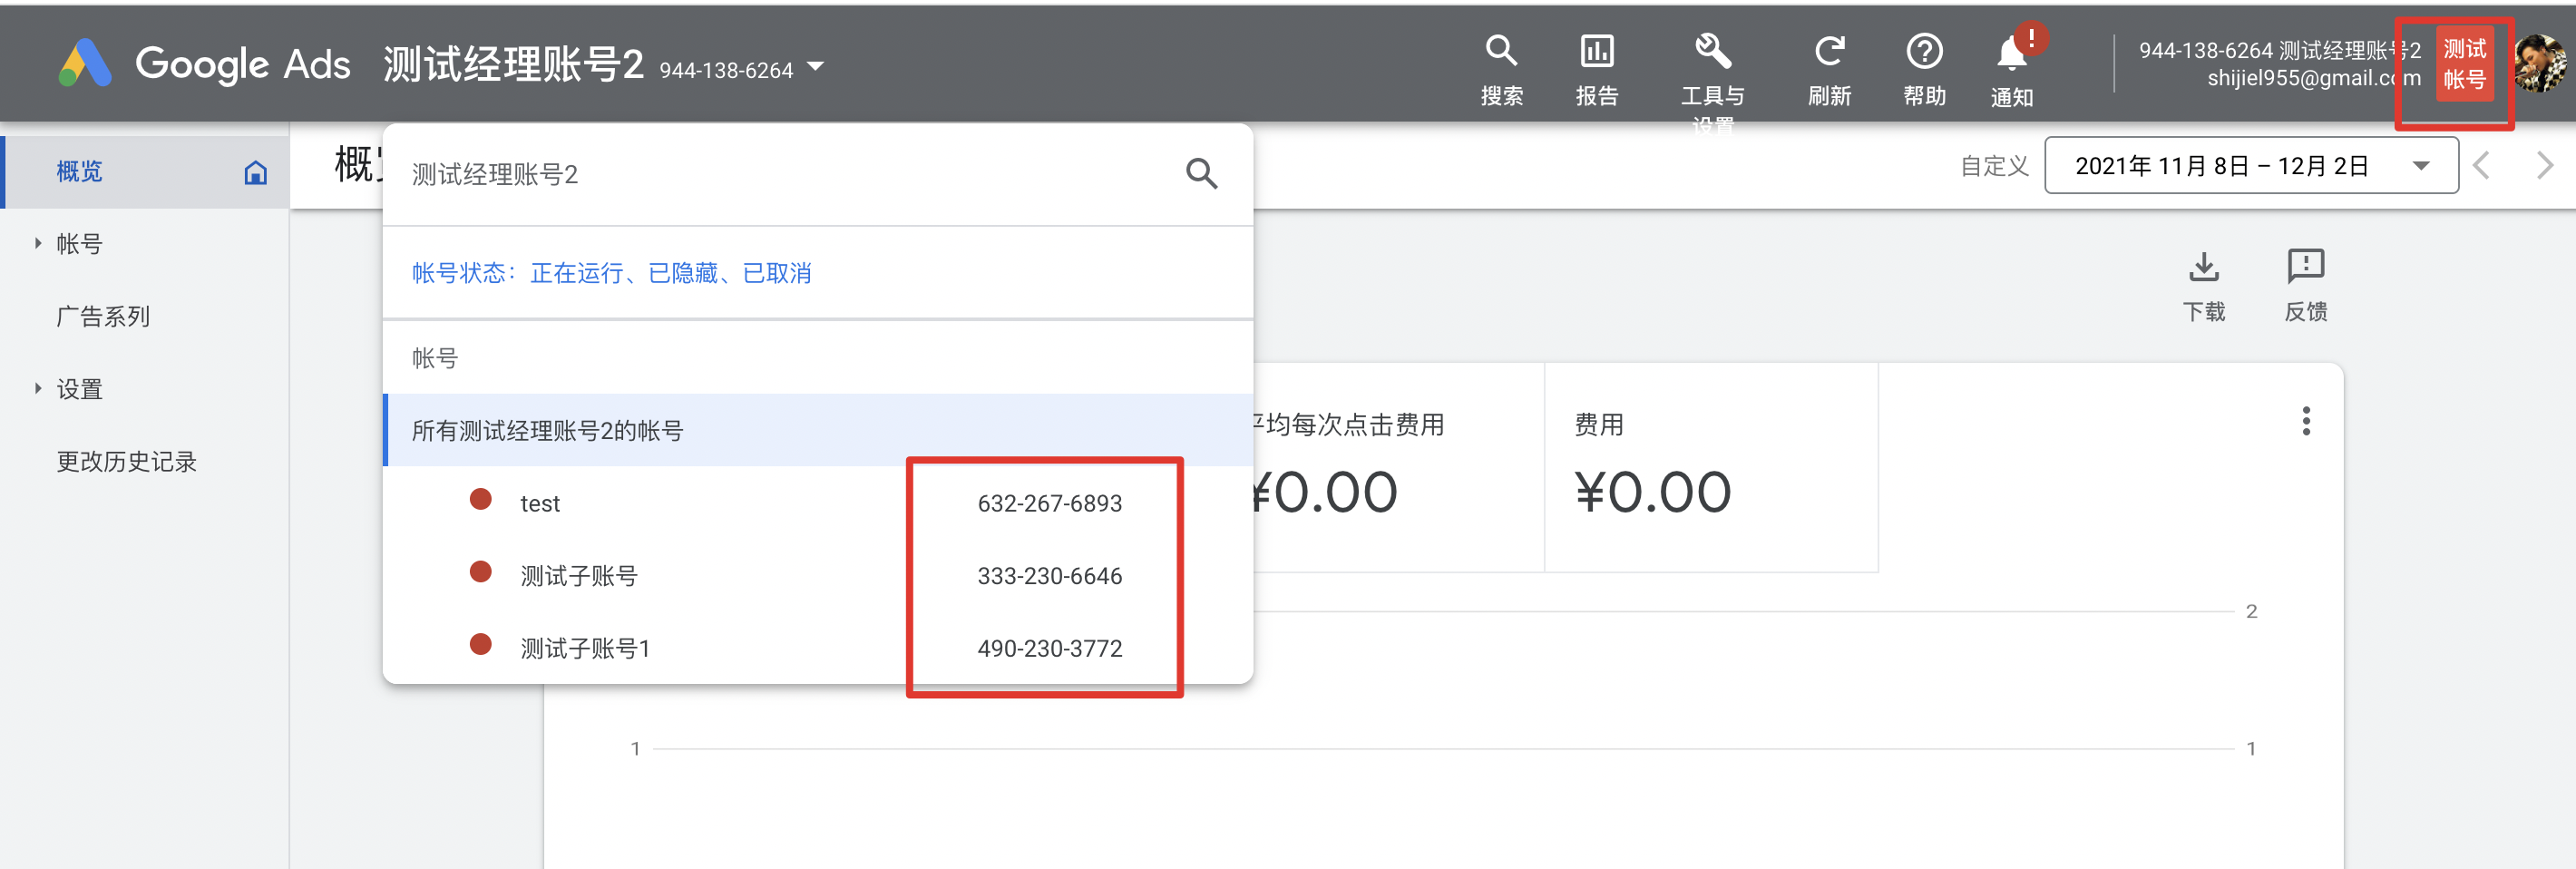 Google Ads 测试经理账号2 944-138-6264
搜索
报告
工具与
设置
刷新
帮助
通知
944-138-6264 测试经理账号2
shijiel955@gmail.com
测试
帐号
概览
帐号
广告系列
设置
更改历史记录
概
自定义
2021年 11月 8日 – 12月 2日
测试经理账号2
帐号状态：正在运行、已隐藏、已取消
帐号
所有测试经理账号2的帐号
test 632-267-6893
测试子账号 333-230-6646
测试子账号1 490-230-3772
下载
反馈
平均每次点击费用
¥0.00
费用
¥0.00
2
1
1